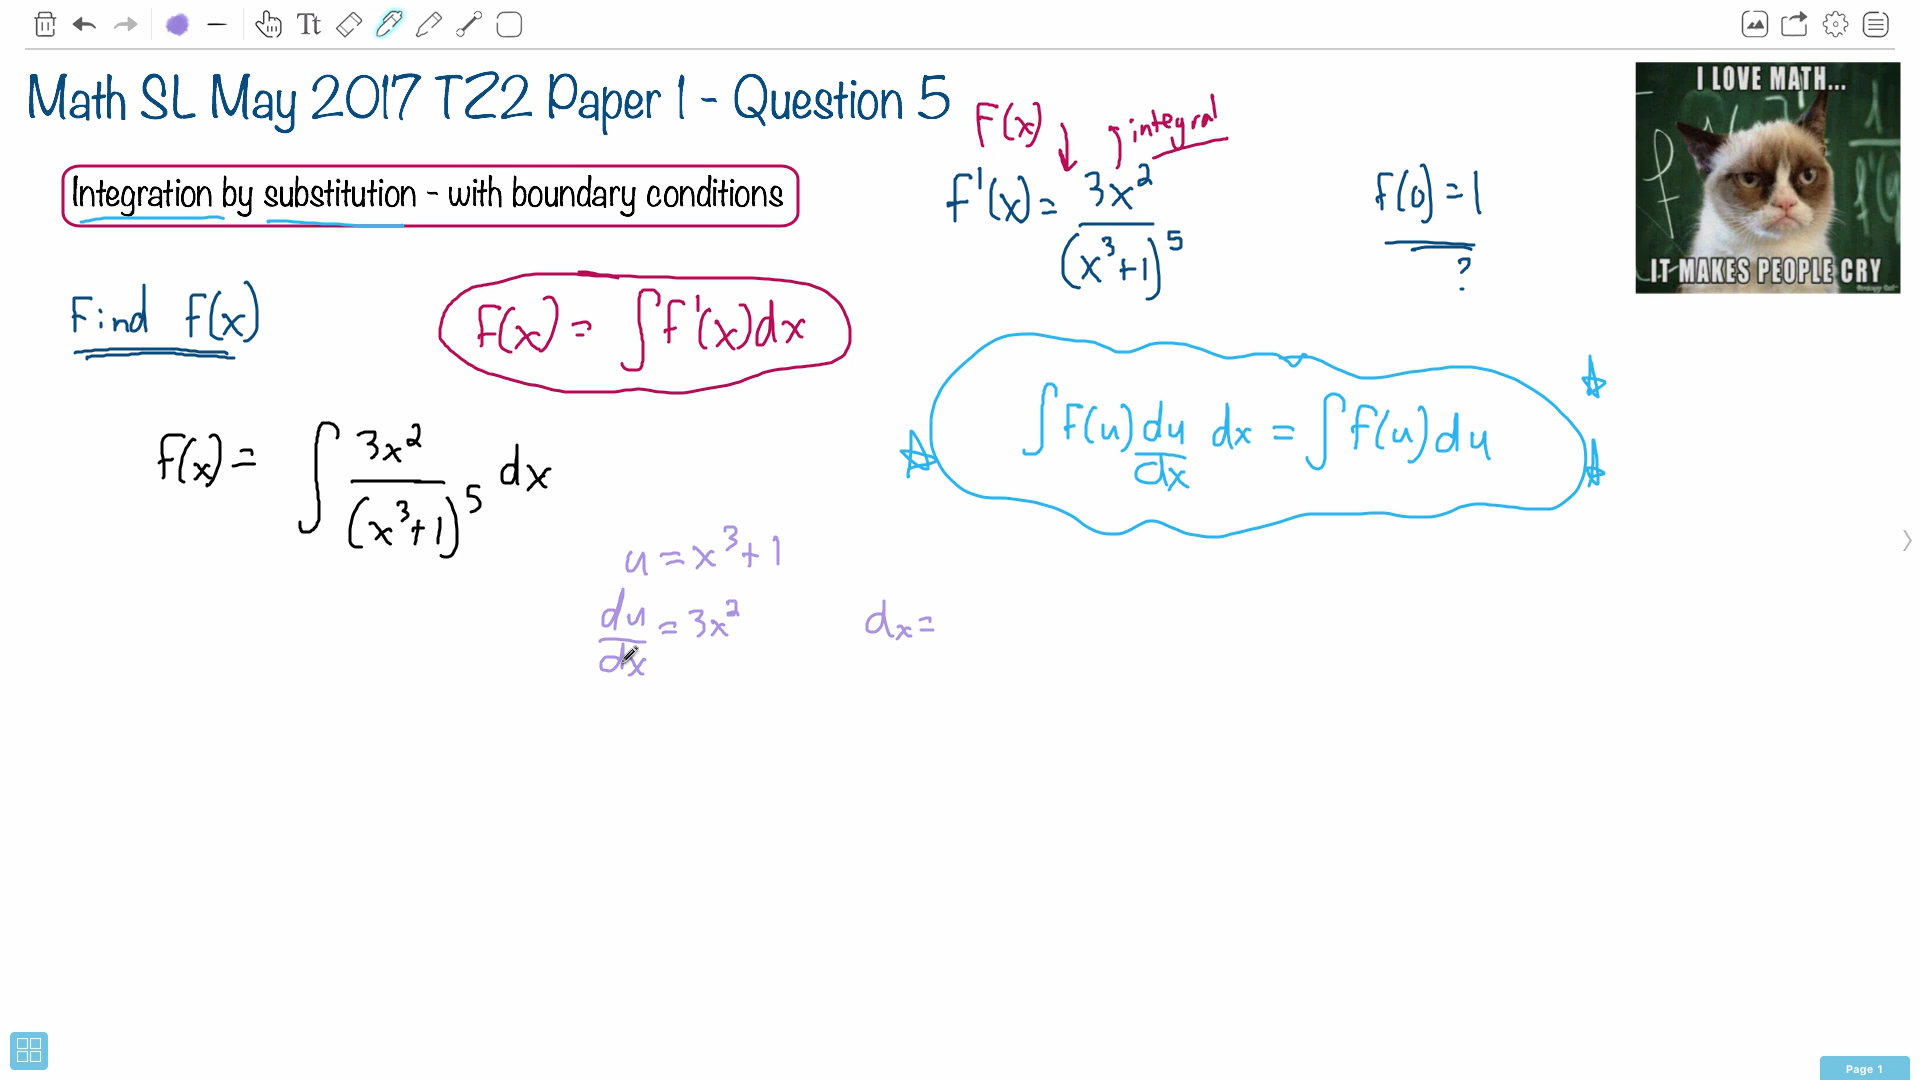 Tt
Math SL May 2017 TZ2 Paper 1 - Question 5
F(x) ↓ ↑ integral
Integration by substitution - with boundary conditions
f'(x) = 3x² / (x³+1)⁵
f(0) = 1
?
I LOVE MATH...
IT MAKES PEOPLE CRY
Find f(x)
f(x) = ∫f'(x)dx
∫f(u) du/dx dx = ∫f(u)du
f(x) = ∫ 3x² / (x³+1)⁵ dx
u = x³+1
du/dx = 3x²
dx =
Page 1